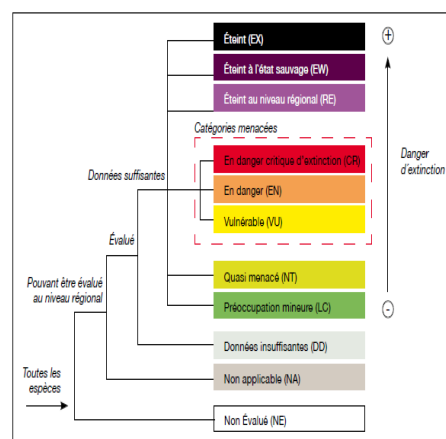 Éteint (EX)
Éteint à l'état sauvage (EW)
Éteint au niveau régional (RE)
Catégories menacées
En danger critique d'extinction (CR)
En danger (EN)
Vulnérable (VU)
Quasi menacé (NT)
Préoccupation mineure (LC)
Données insuffisantes (DD)
Non applicable (NA)
Non Évalué (NE)
Données suffisantes
Évalué
Pouvant être évalué
au niveau régional
Toutes les
espèces
+
Danger
d'extinction
-